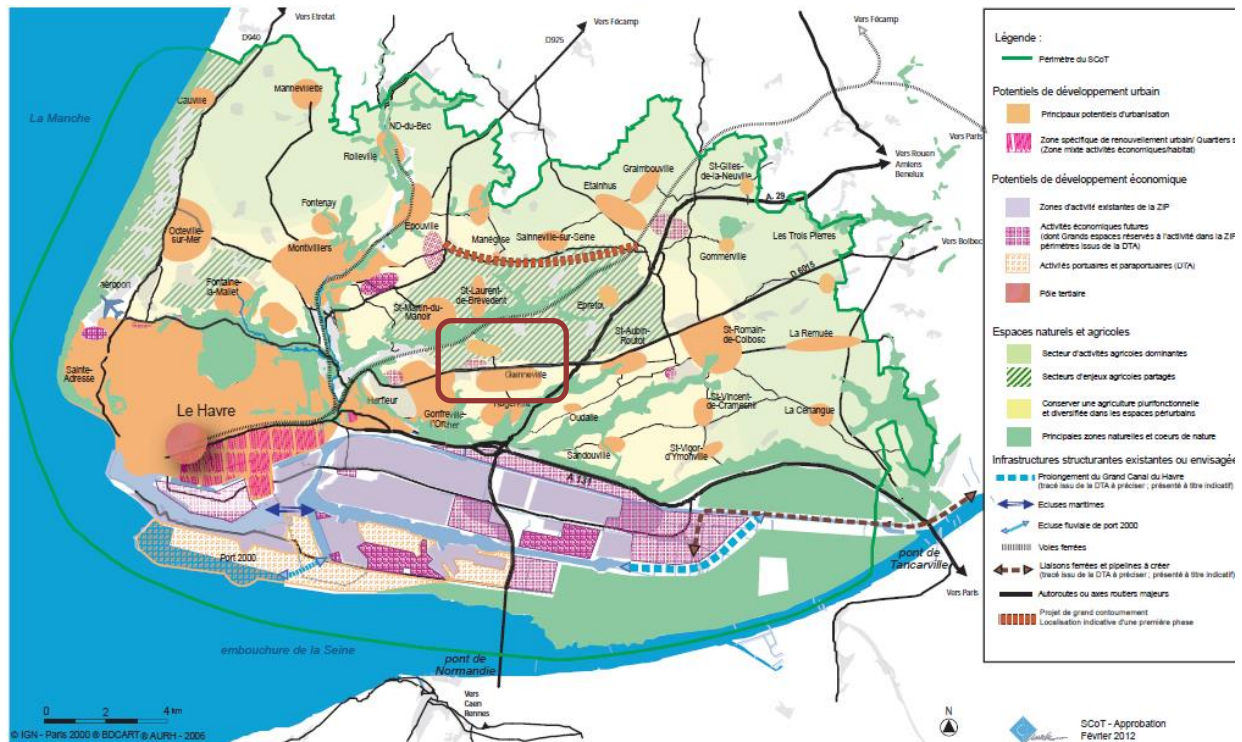 Vers Etretat
D940
D925
Vers Fécamp
Vers Fécamp
La Manche
Cauville
Mannevillette
ND-du-Bec
Rolleville
Vers Paris
Vers Rouen
Amiens
Benelux
Graimbouville
St-Gilles-
de-la-Neuville
Etainhus
A. 29
Fontenay
Epouville
Octeville-
sur-Mer
Manéglise
Sainneville-sur-Seine
Les Trois Pierres
Montivilliers
Gommerville
Vers Bolbec
D 6015
aéroport
Fontaine-
la-Mallet
St-Laurent-
de-Brèvedent
Epretot
St-Martin-du-
Manoir
St-Aubin-
Routot
St-Romain-
de-Colbosc
La Remuée
Sainte-
Adresse
Gainneville
Harfleur
Rogerville
Le Havre
Gonfreville-
l'Orcher
Oudalle
St-Vincent-
de-Cramesnil
La Cerlangue
Sandouville
St-Vigor-
d'Ymonville
A 131
Port 2000
pont de
Tancarville
Vers Paris
embouchure de la Seine
pont de
Normandie
Vers
Caen
Rennes
0 2 4 km
N
© IGN - Paris 2000 ® BDCART ® AURH - 2006
Légende :
Périmètre du SCoT
Potentiels de développement urbain
Principaux potentiels d'urbanisation
Zone spécifique de renouvellement urbain/ Quartiers s
(Zone mixte activités économiques/habitat)
Potentiels de développement économique
Zones d'activité existantes de la ZIP
Activités économiques futures
(dont Grands espaces réservés à l'activité dans la ZIP
périmètres issus de la DTA)
Activités portuaires et paraportuaires (DTA)
Pôle tertiaire
Espaces naturels et agricoles
Secteur d'activités agricoles dominantes
Secteurs d'enjeux agricoles partagés
Conserver une agriculture plurifonctionnelle
et diversifiée dans les espaces périurbains
Principales zones naturelles et coeurs de nature
Infrastructures structurantes existantes ou envisagée
Prolongement du Grand Canal du Havre
(tracé issu de la DTA à préciser ; présenté à titre indicatif)
Ecluses maritimes
Ecluse fluviale de port 2000
Voies ferrées
Liaisons ferrées et pipelines à créer
(tracé issu de la DTA à préciser ; présenté à titre indicatif)
Autoroutes ou axes routiers majeurs
Projet de grand contournement
Localisation indicative d'une première phase
SCoT - Approbation
Février 2012